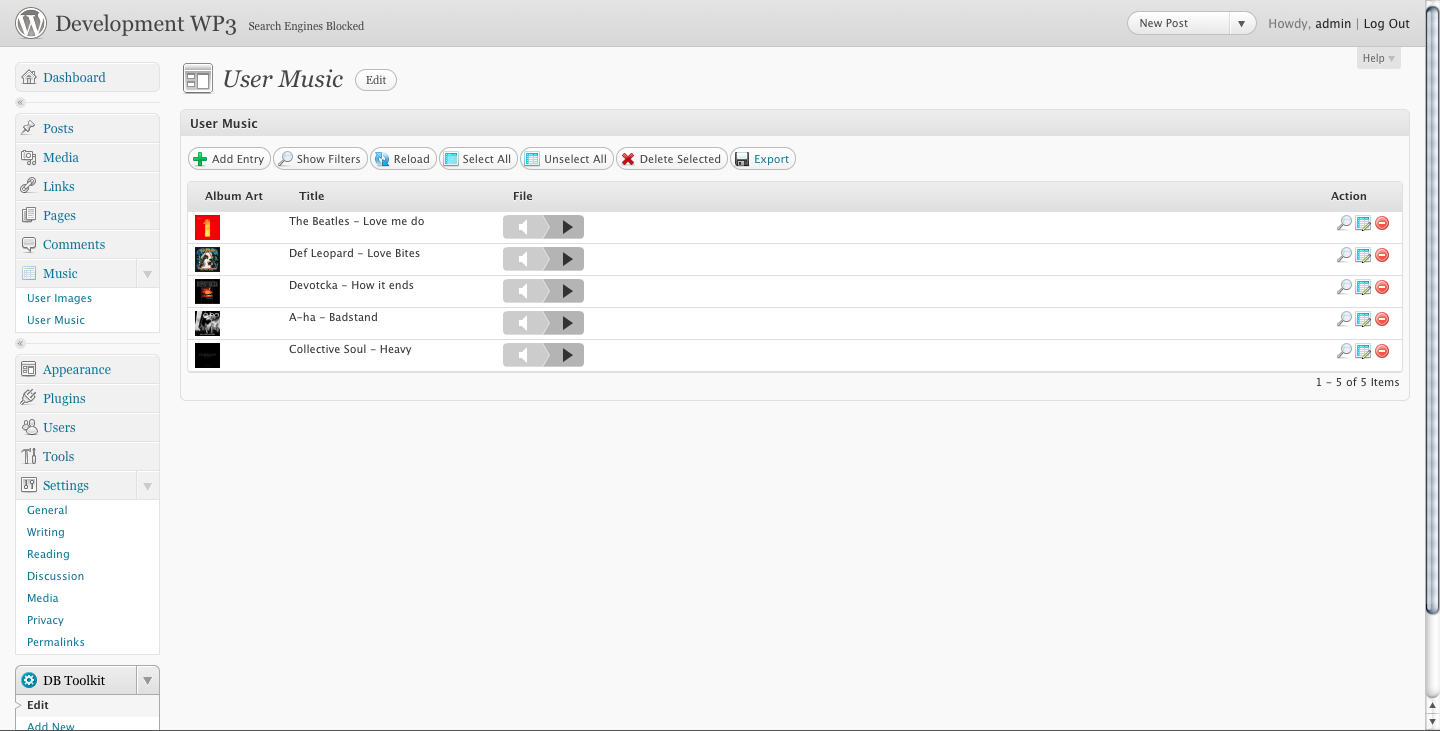 Development WP3 Search Engines Blocked
New Post
Howdy, admin | Log Out
Help
Dashboard
Posts
Media
Links
Pages
Comments
Music
User Images
User Music
Appearance
Plugins
Users
Tools
Settings
General
Writing
Reading
Discussion
Media
Privacy
Permalinks
DB Toolkit
Edit
Add New
User Music Edit
User Music
Add Entry Show Filters Reload Select All Unselect All Delete Selected Export
Album Art Title File Action
The Beatles - Love me do
Def Leopard - Love Bites
Devotcka - How it ends
A-ha - Badstand
Collective Soul - Heavy
1 - 5 of 5 Items